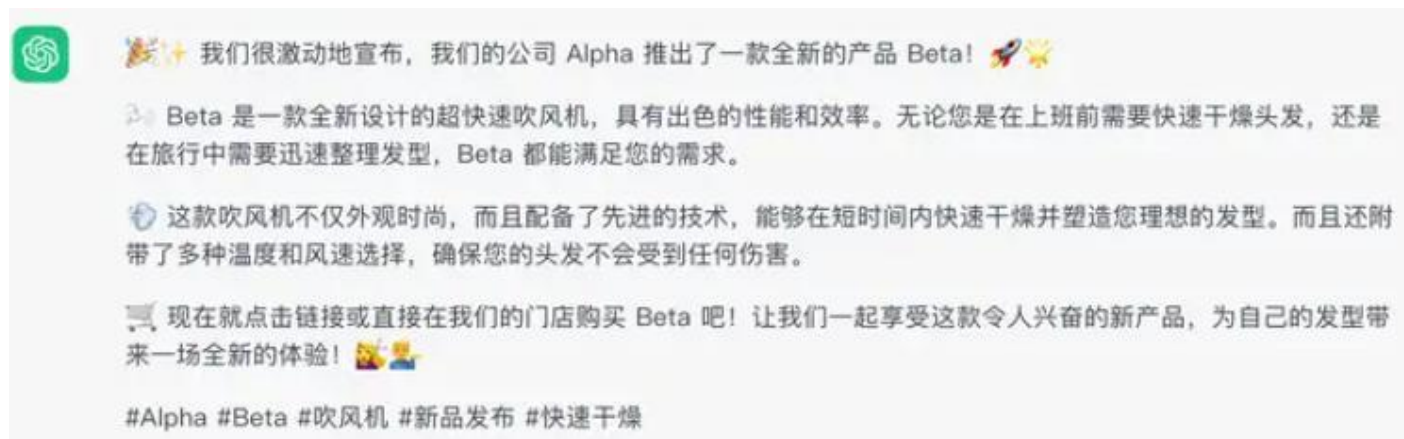 🎉✨ 我们很激动地宣布，我们的公司 Alpha 推出了一款全新的产品 Beta！🚀🌟
🌬️ Beta 是一款全新设计的超快速吹风机，具有出色的性能和效率。无论您是在上班前需要快速干燥头发，还是
在旅行中需要迅速整理发型，Beta 都能满足您的需求。
💨 这款吹风机不仅外观时尚，而且配备了先进的技术，能够在短时间内快速干燥并塑造您理想的发型。而且还附
带了多种温度和风速选择，确保您的头发不会受到任何伤害。
🛒 现在就点击链接或直接在我们的门店购买 Beta 吧！让我们一起享受这款令人兴奋的新产品，为自己的发型带
来一场全新的体验！💇‍♀️💇‍♂️
#Alpha #Beta #吹风机 #新品发布 #快速干燥